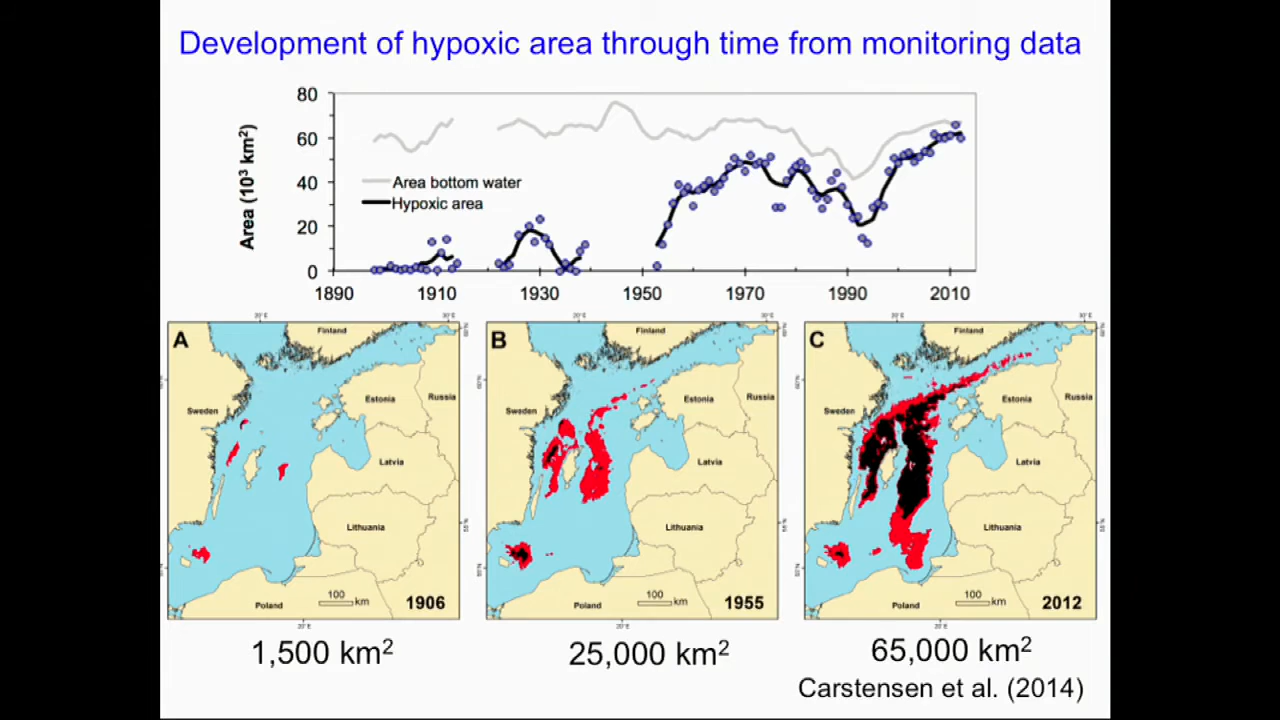 Development of hypoxic area through time from monitoring data
80
60
40
20
0
Area (10³ km²)
Area bottom water
Hypoxic area
1890 1910 1930 1950 1970 1990 2010
A
Finland
Sweden
Estonia
Russia
Latvia
Lithuania
Poland
100 km
1906
B
Finland
Sweden
Estonia
Russia
Latvia
Lithuania
Poland
100 km
1955
C
Finland
Sweden
Estonia
Russia
Latvia
Lithuania
Poland
100 km
2012
1,500 km²
25,000 km²
65,000 km²
Carstensen et al. (2014)